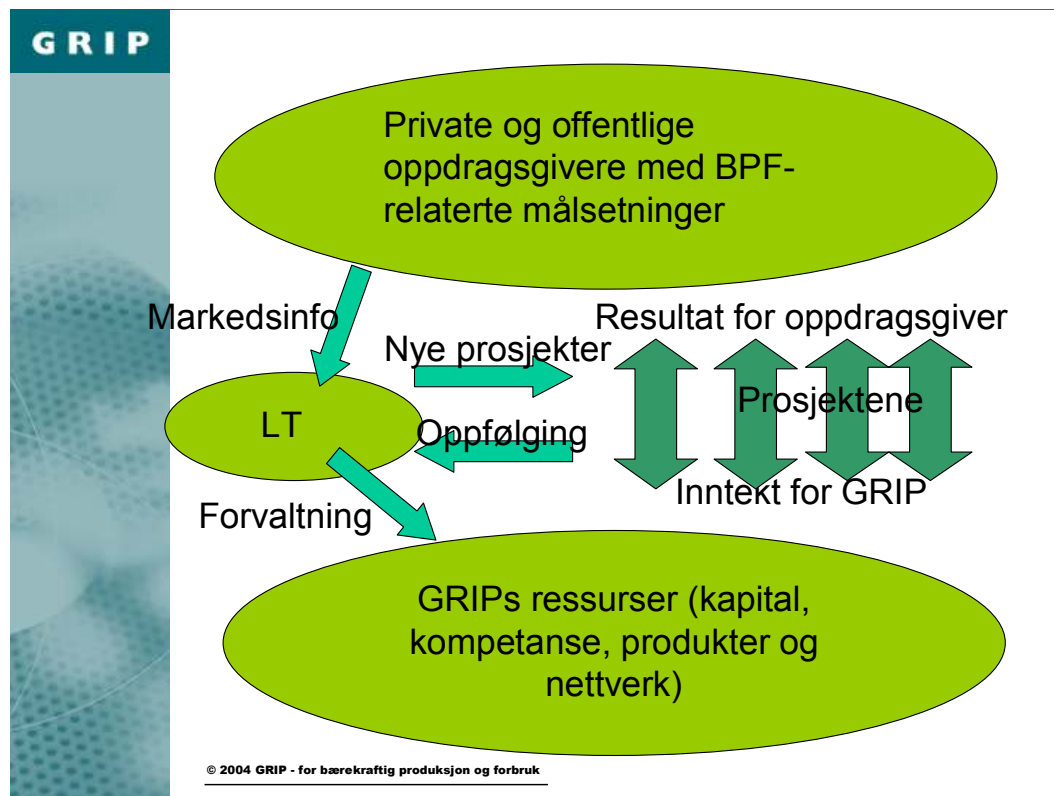 GRIP
Private og offentlige
oppdragsgivere med BPF-
relaterte målsetninger
Markedsinfo
Resultat for oppdragsgiver
Nye prosjekter
Prosjektene
LT
Oppfølging
Inntekt for GRIP
Forvaltning
GRIPs ressurser (kapital,
kompetanse, produkter og
nettverk)
© 2004 GRIP - for bærekraftig produksjon og forbruk